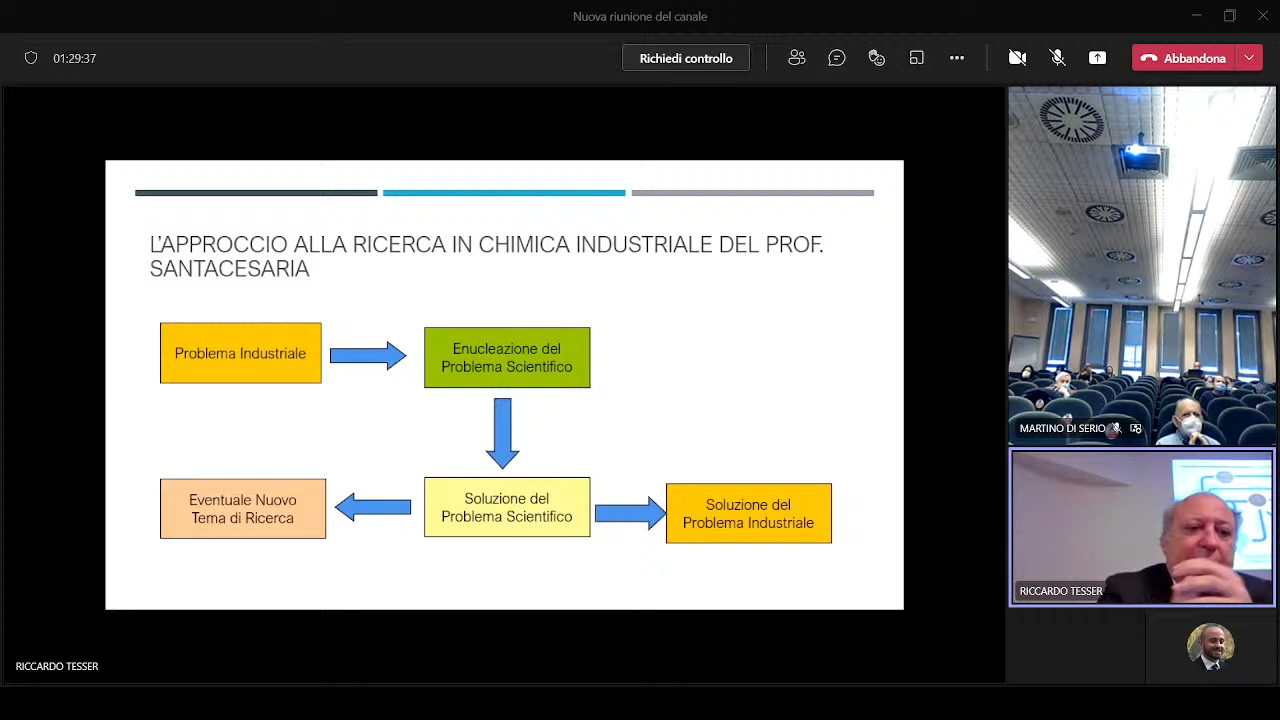 Nuova riunione del canale
01:29:37
Richiedi controllo
Abbandona
L'APPROCCIO ALLA RICERCA IN CHIMICA INDUSTRIALE DEL PROF.
SANTACESARIA
Problema Industriale
Enucleazione del
Problema Scientifico
Eventuale Nuovo
Tema di Ricerca
Soluzione del
Problema Scientifico
Soluzione del
Problema Industriale
MARTINO DI SERIO
RICCARDO TESSER
RICCARDO TESSER